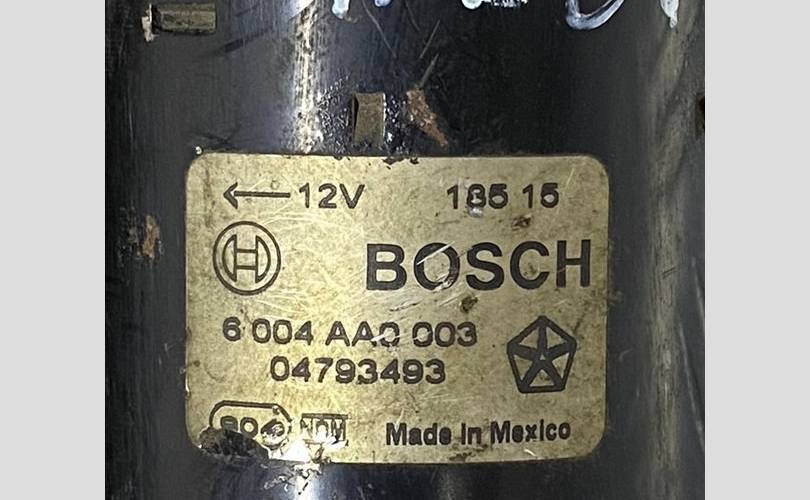 ←12V 185 15
BOSCH
6 004 AA0 003
04793493
Made In Mexico